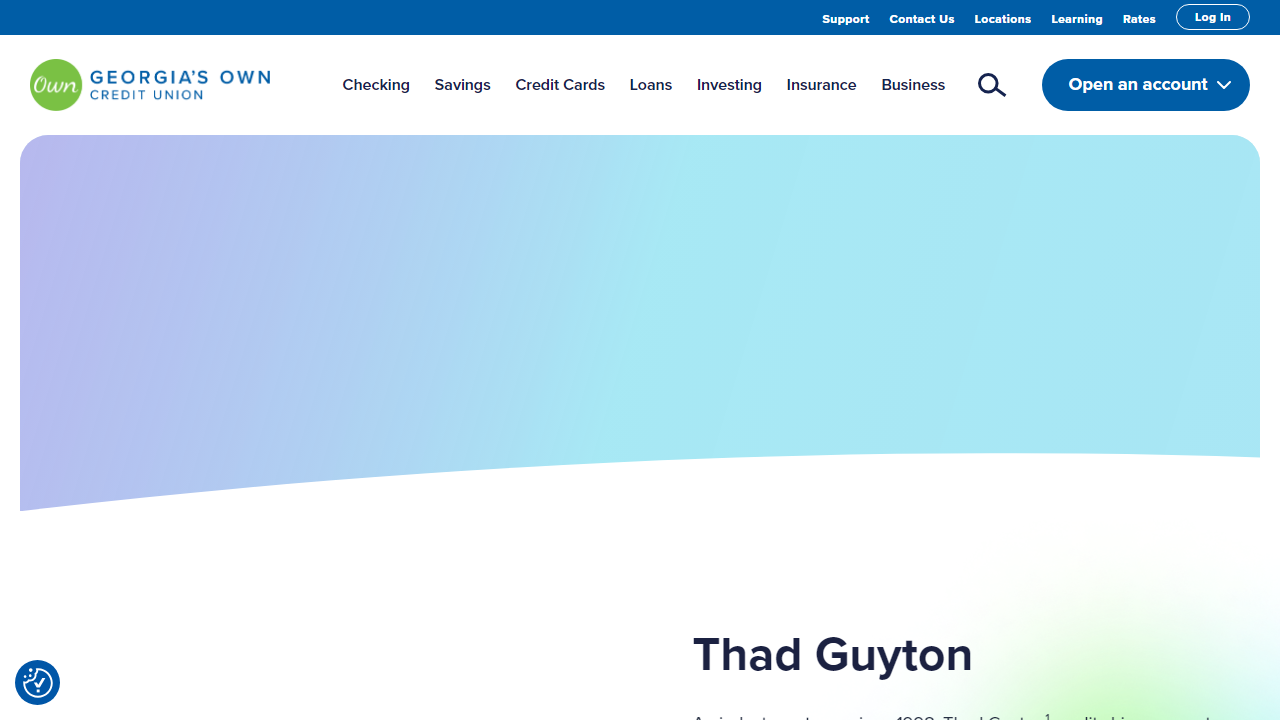 Support Contact Us Locations Learning Rates Log In
Own GEORGIA'S OWN
CREDIT UNION
Checking Savings Credit Cards Loans Investing Insurance Business Open an account
Thad Guyton